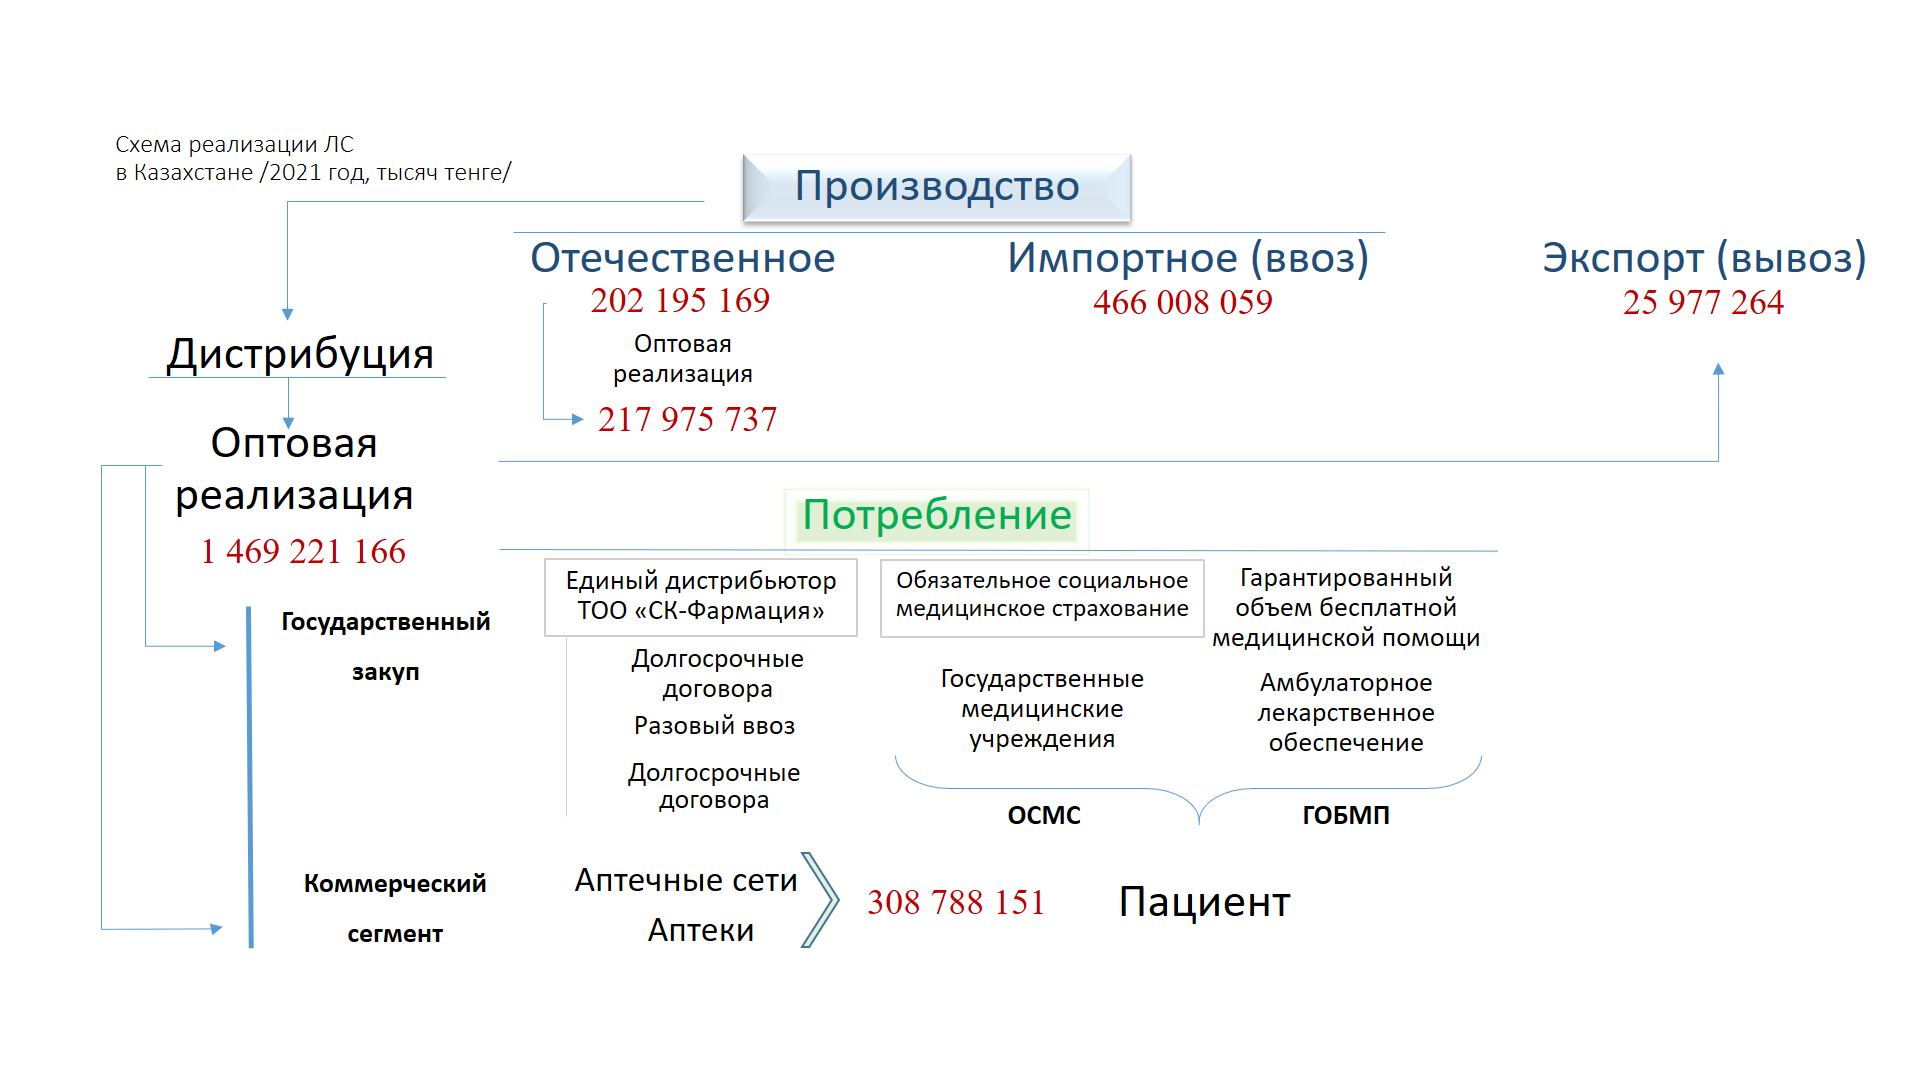 Схема реализации ЛС
в Казахстане /2021 год, тысяч тенге/
Производство
Отечественное
202 195 169
Оптовая
реализация
217 975 737
Импортное (ввоз)
466 008 059
Экспорт (вывоз)
25 977 264
Дистрибуция
Оптовая
реализация
1 469 221 166
Потребление
Государственный
закуп
Единый дистрибьютор
ТОО «СК-Фармация»
Долгосрочные
договора
Разовый ввоз
Долгосрочные
договора
Обязательное социальное
медицинское страхование
Государственные
медицинские
учреждения
ОСМС
Гарантированный
объем бесплатной
медицинской помощи
Амбулаторное
лекарственное
обеспечение
ГОБМП
Коммерческий
сегмент
Аптечные сети
Аптеки
308 788 151
Пациент